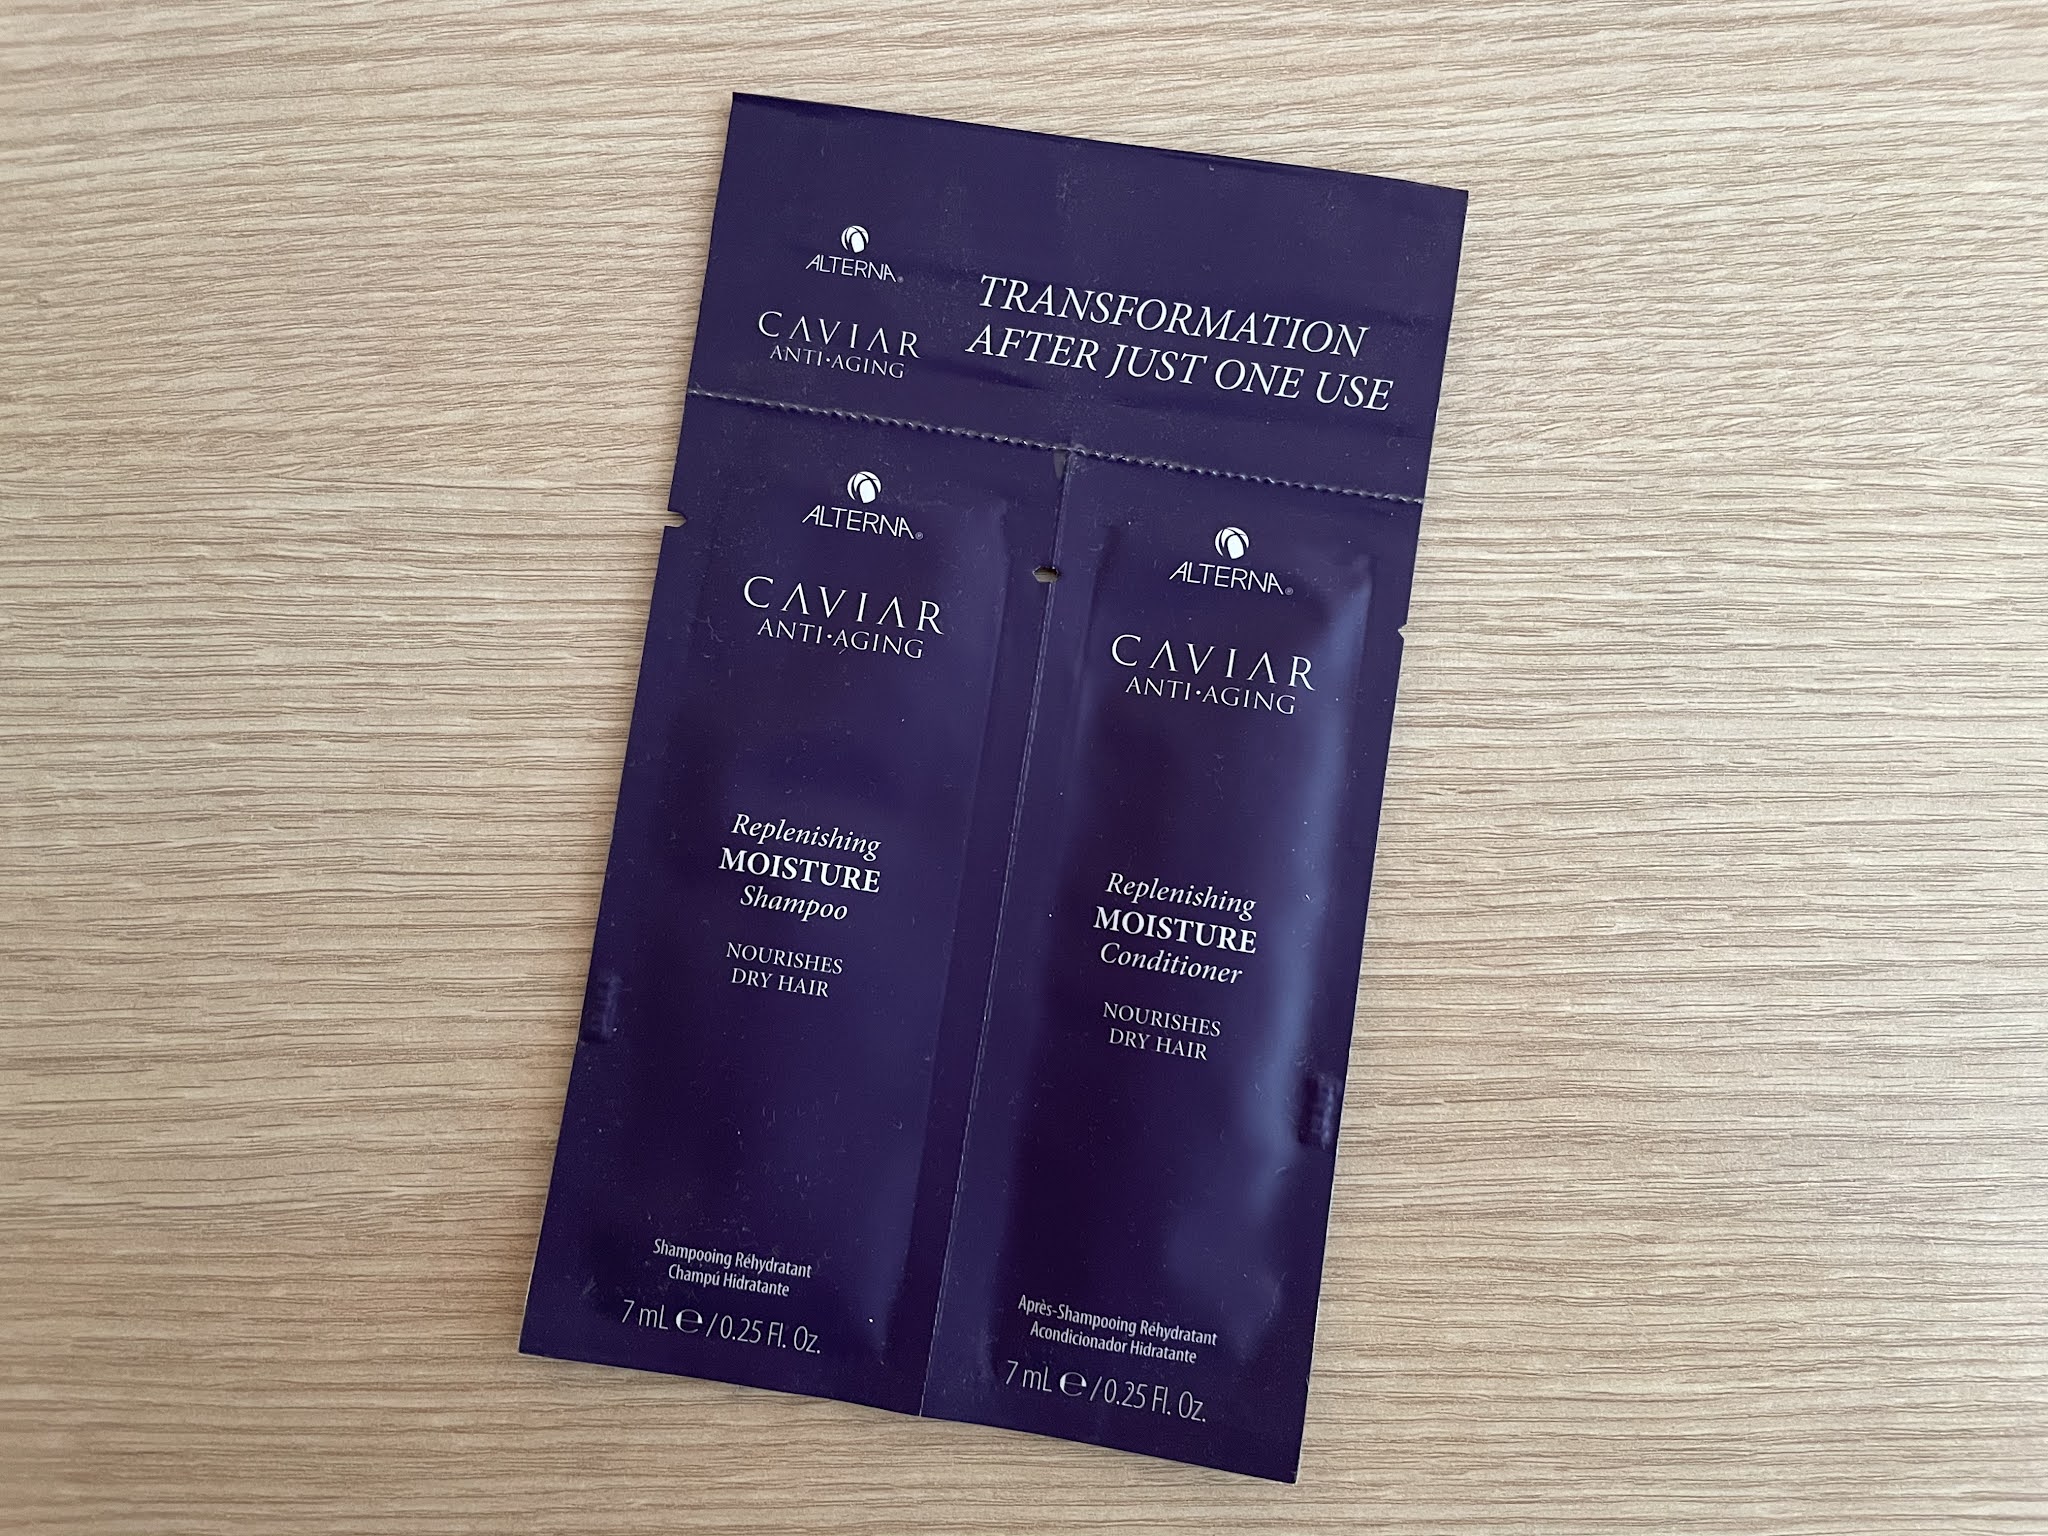 ALTERNA®
CAVIAR
ANTI·AGING
TRANSFORMATION
AFTER JUST ONE USE
ALTERNA®
CAVIAR
ANTI·AGING
Replenishing
MOISTURE
Shampoo
NOURISHES
DRY HAIR
Shampooing Réhydratant
Champú Hidratante
7 mL ℮ / 0.25 Fl. Oz.
ALTERNA®
CAVIAR
ANTI·AGING
Replenishing
MOISTURE
Conditioner
NOURISHES
DRY HAIR
Après-Shampooing Réhydratant
Acondicionador Hidratante
7 mL ℮ / 0.25 Fl. Oz.